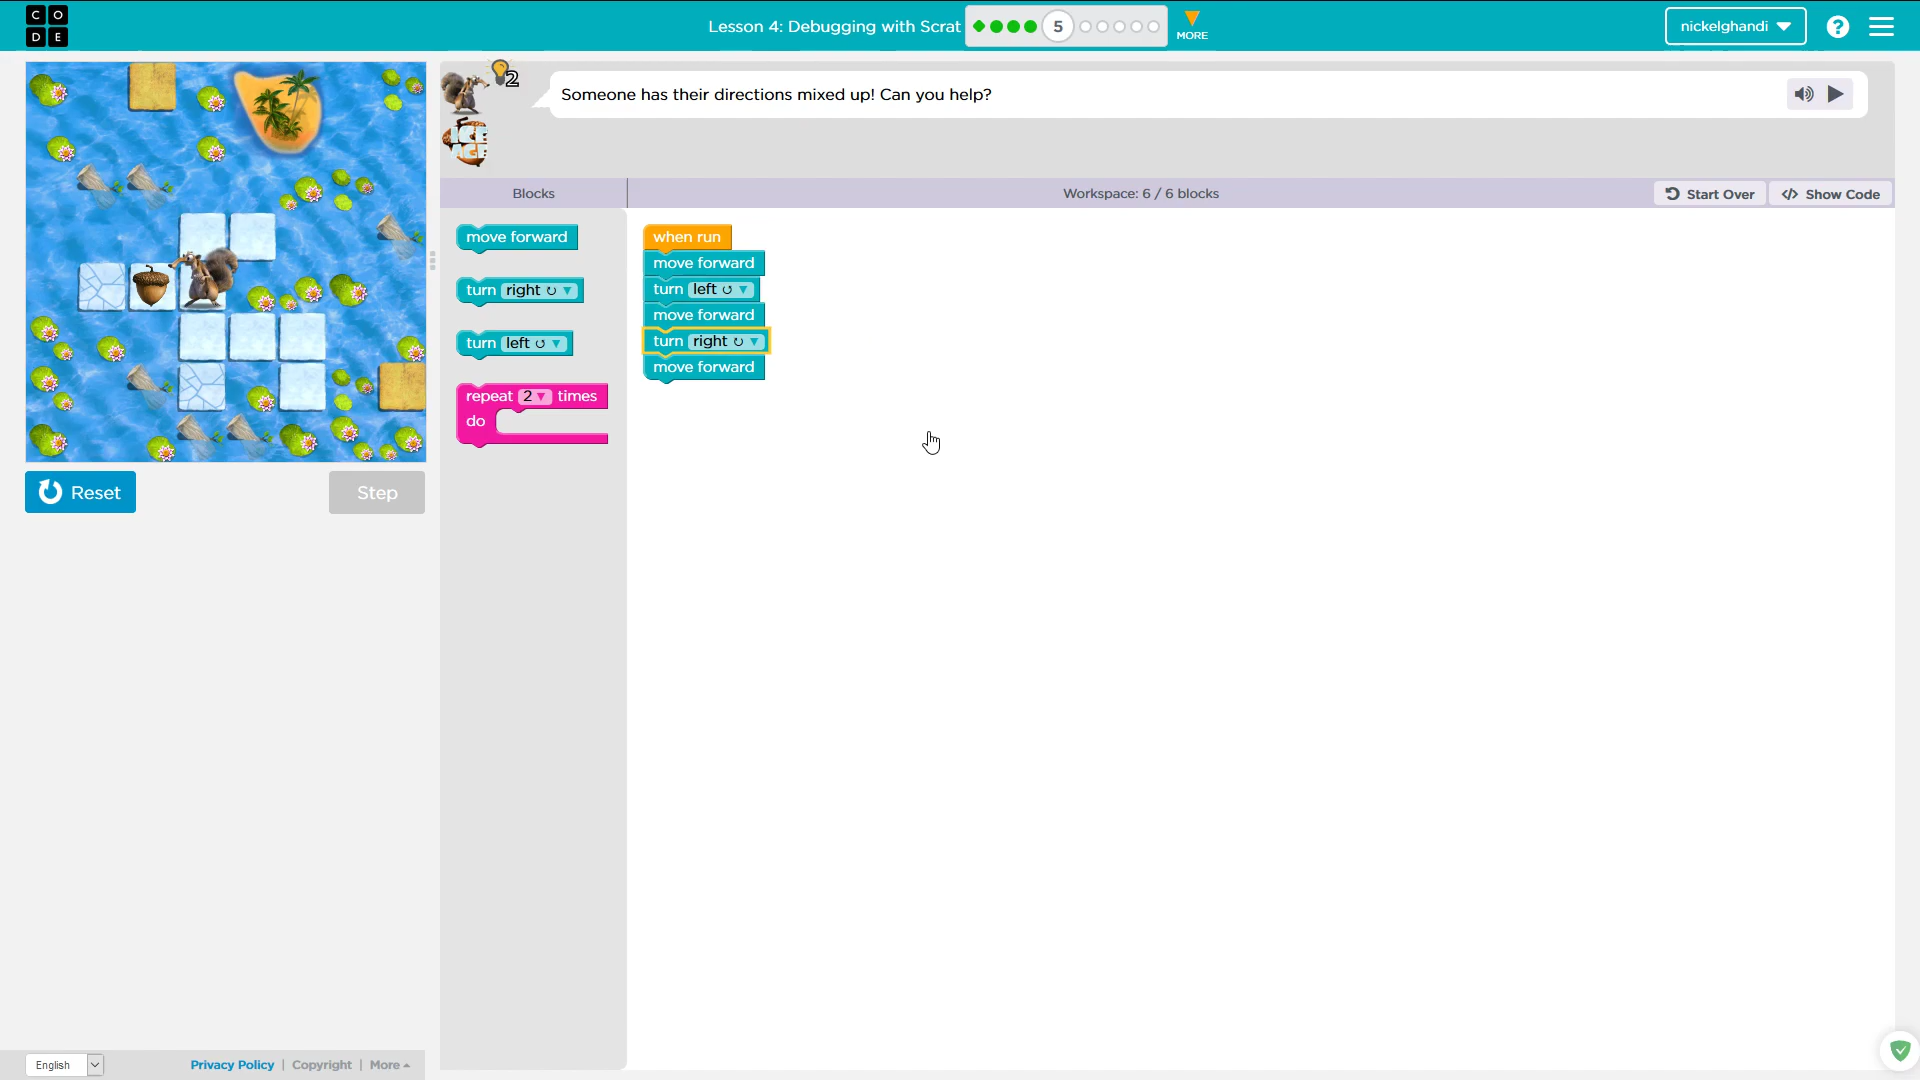 C O
D E
Lesson 4: Debugging with Scrat
5
MORE
nickelghandi
?
2
Someone has their directions mixed up! Can you help?
ICE
AGE
Blocks
Workspace: 6 / 6 blocks
Start Over
</> Show Code
move forward
turn right ↻ ▼
turn left ↺ ▼
repeat 2 ▼ times
do
when run
move forward
turn left ↺ ▼
move forward
turn right ↻ ▼
move forward
Reset
Step
English
Privacy Policy | Copyright | More